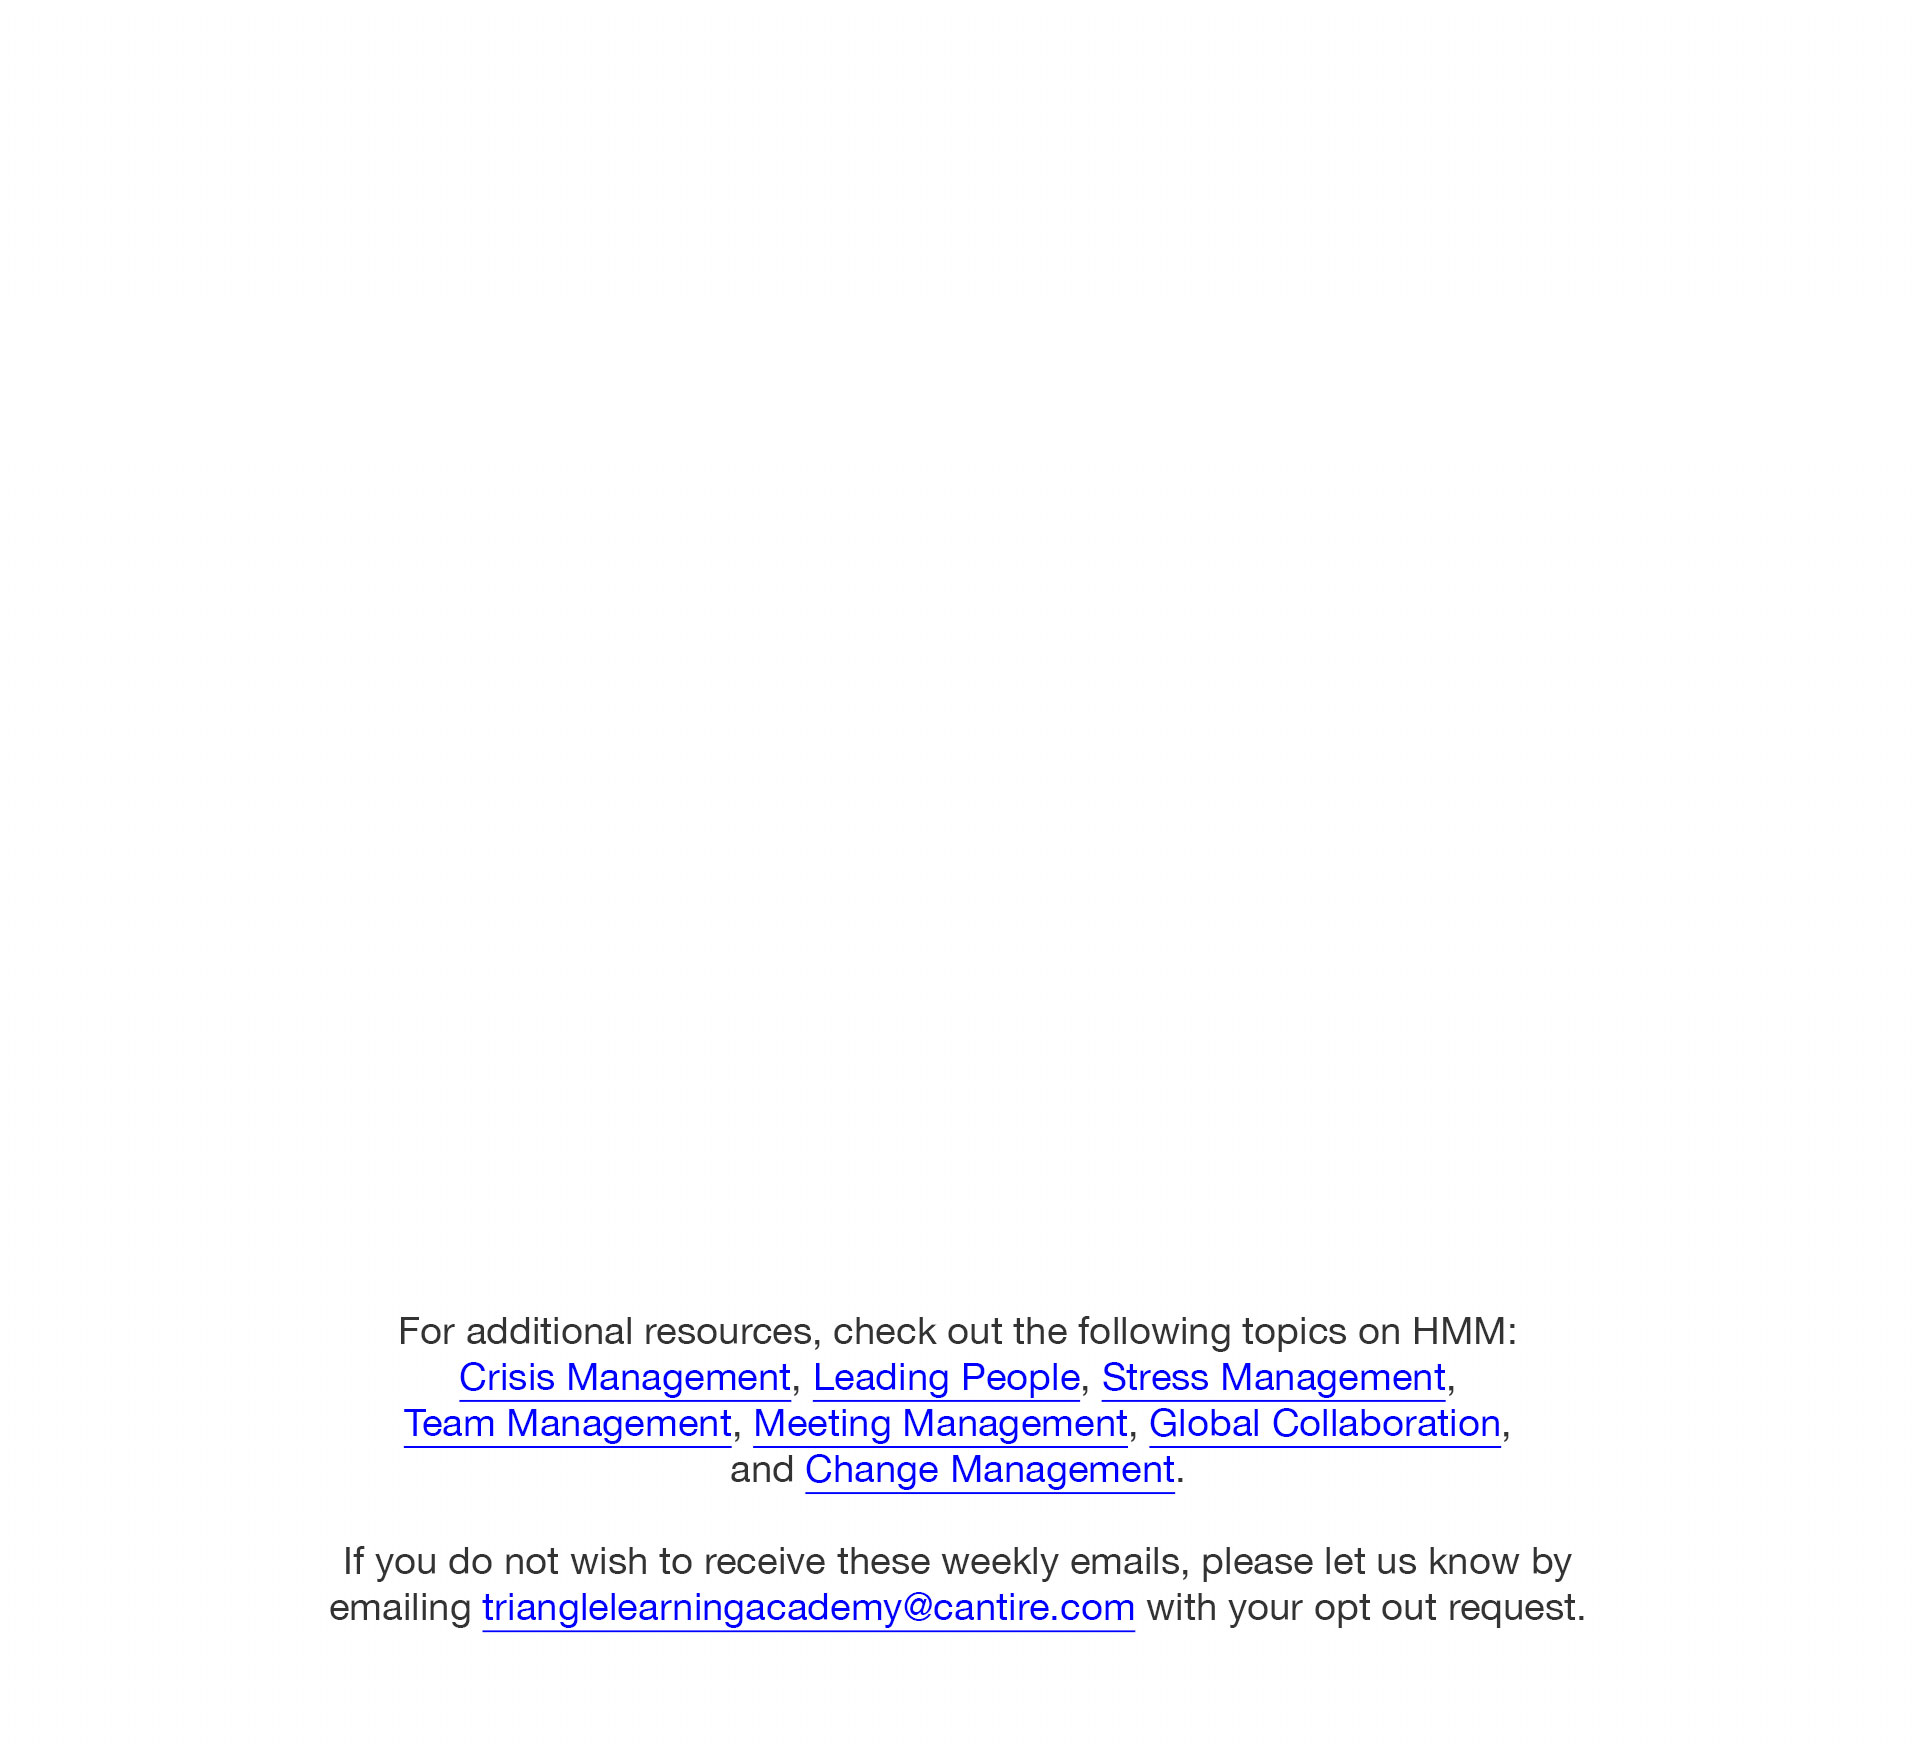 For additional resources, check out the following topics on HMM:
Crisis Management, Leading People, Stress Management,
Team Management, Meeting Management, Global Collaboration,
and Change Management.
If you do not wish to receive these weekly emails, please let us know by
emailing trianglelearningacademy@cantire.com with your opt out request.